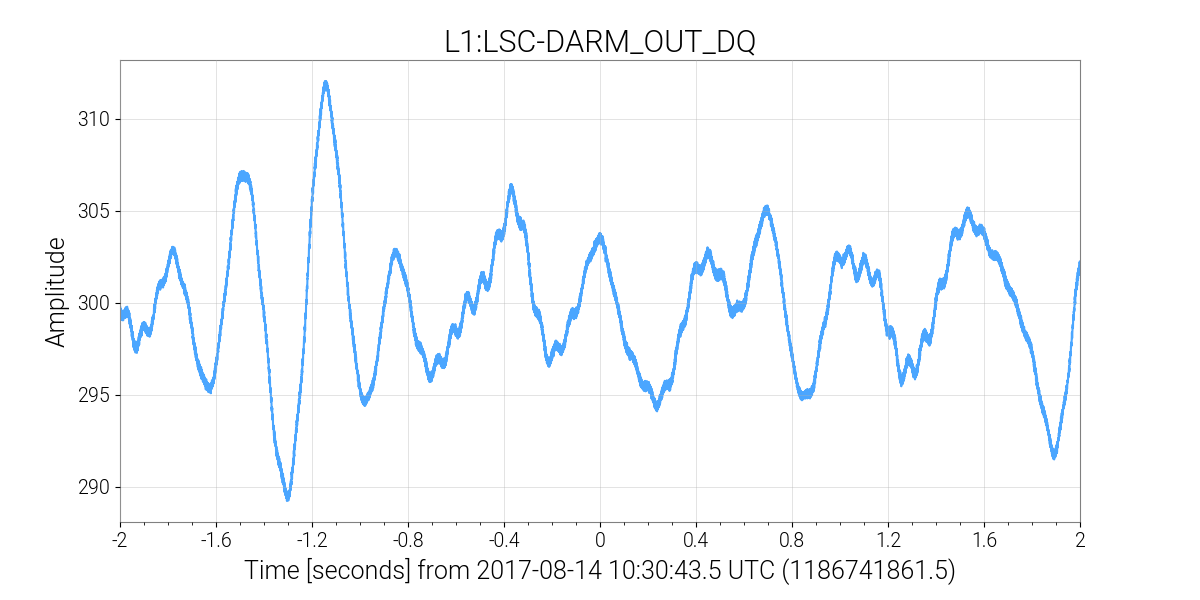 L1:LSC-DARM_OUT_DQ
310
305
300
295
290
Amplitude
-2 -1.6 -1.2 -0.8 -0.4 0 0.4 0.8 1.2 1.6 2
Time [seconds] from 2017-08-14 10:30:43.5 UTC (1186741861.5)